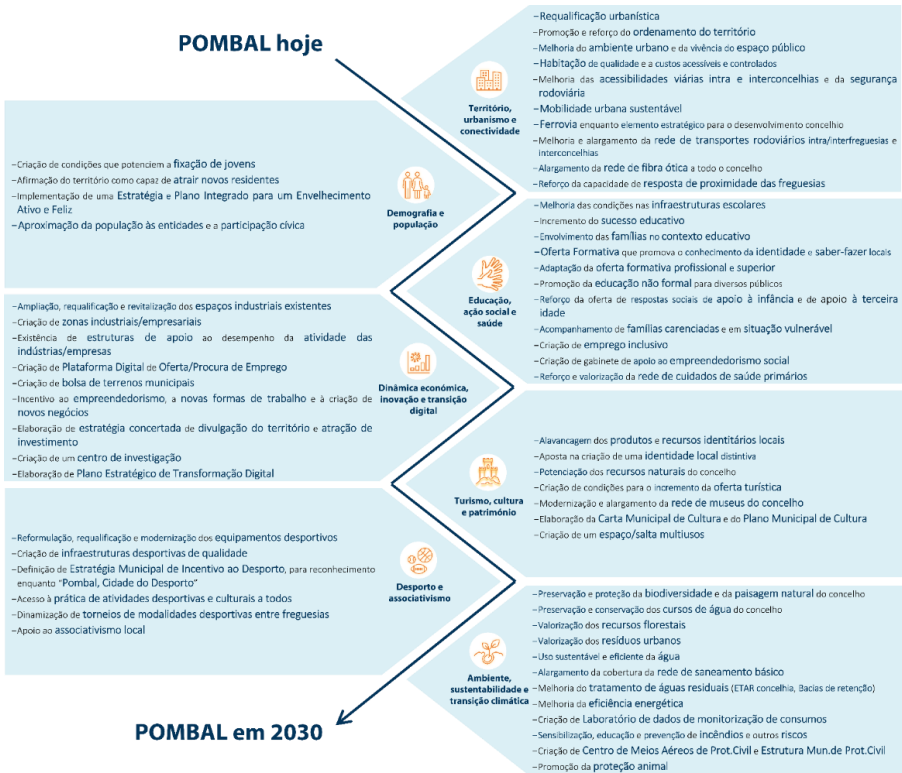 POMBAL hoje
–Requalificação urbanística
–Promoção e reforço do ordenamento do território
–Melhoria do ambiente urbano e da vivência do espaço público
–Habitação de qualidade e a custos acessíveis e controlados
–Melhoria das acessibilidades viárias intra e interconcelhias e da segurança
rodoviária
–Mobilidade urbana sustentável
–Ferrovia enquanto elemento estratégico para o desenvolvimento concelhio
–Melhoria e alargamento da rede de transportes rodoviários intra/interfreguesias e
interconcelhias
–Alargamento da rede de fibra ótica a todo o concelho
–Reforço da capacidade de resposta de proximidade das freguesias
Território,
urbanismo e
conectividade
–Criação de condições que potenciem a fixação de jovens
–Afirmação do território como capaz de atrair novos residentes
–Implementação de uma Estratégia e Plano Integrado para um Envelhecimento
Ativo e Feliz
–Aproximação da população às entidades e a participação cívica
Demografia e
população
–Melhoria das condições nas infraestruturas escolares
–Incremento do sucesso educativo
–Envolvimento das famílias no contexto educativo
–Oferta Formativa que promova o conhecimento da identidade e saber-fazer locais
–Adaptação da oferta formativa profissional e superior
–Promoção da educação não formal para diversos públicos
–Reforço da oferta de respostas sociais de apoio à infância e de apoio à terceira
idade
–Acompanhamento de famílias carenciadas e em situação vulnerável
–Criação de emprego inclusivo
–Criação de gabinete de apoio ao empreendedorismo social
–Reforço e valorização da rede de cuidados de saúde primários
Educação,
ação social e
saúde
–Ampliação, requalificação e revitalização dos espaços industriais existentes
–Criação de zonas industriais/empresariais
–Existência de estruturas de apoio ao desempenho da atividade das
indústrias/empresas
–Criação de Plataforma Digital de Oferta/Procura de Emprego
–Criação de bolsa de terrenos municipais
–Incentivo ao empreendedorismo, a novas formas de trabalho e à criação de
novos negócios
–Elaboração de estratégia concertada de divulgação do território e atração de
investimento
–Criação de um centro de investigação
–Elaboração de Plano Estratégico de Transformação Digital
Dinâmica económica,
inovação e transição
digital
–Alavancagem dos produtos e recursos identitários locais
–Aposta na criação de uma identidade local distintiva
–Potenciação dos recursos naturais do concelho
–Criação de condições para o incremento da oferta turística
–Modernização e alargamento da rede de museus do concelho
–Elaboração da Carta Municipal de Cultura e do Plano Municipal de Cultura
–Criação de um espaço/salta multiusos
Turismo, cultura
e património
–Reformulação, requalificação e modernização dos equipamentos desportivos
–Criação de infraestruturas desportivas de qualidade
–Definição de Estratégia Municipal de Incentivo ao Desporto, para reconhecimento
enquanto “Pombal, Cidade do Desporto”
–Acesso à prática de atividades desportivas e culturais a todos
–Dinamização de torneios de modalidades desportivas entre freguesias
–Apoio ao associativismo local
Desporto e
associativismo
–Preservação e proteção da biodiversidade e da paisagem natural do concelho
–Preservação e conservação dos cursos de água do concelho
–Valorização dos recursos florestais
–Valorização dos resíduos urbanos
–Uso sustentável e eficiente da água
–Alargamento da cobertura da rede de saneamento básico
–Melhoria do tratamento de águas residuais (ETAR concelhia, Bacias de retenção)
–Melhoria da eficiência energética
–Criação de Laboratório de dados de monitorização de consumos
–Sensibilização, educação e prevenção de incêndios e outros riscos
–Criação de Centro de Meios Aéreos de Prot.Civil e Estrutura Mun.de Prot.Civil
–Promoção da proteção animal
Ambiente,
sustentabilidade e
transição climática
POMBAL em 2030